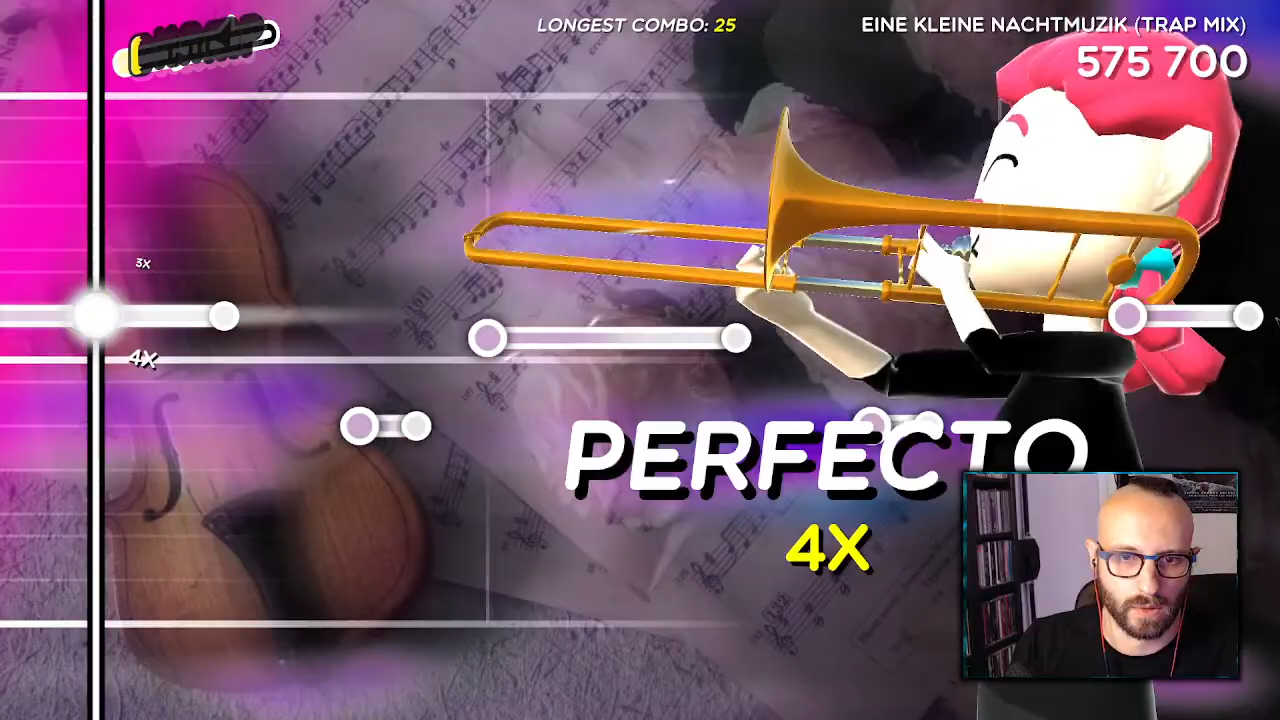 LONGEST COMBO: 25
EINE KLEINE NACHTMUZIK (TRAP MIX)
575 700
3X
4X
PERFECTO
4X